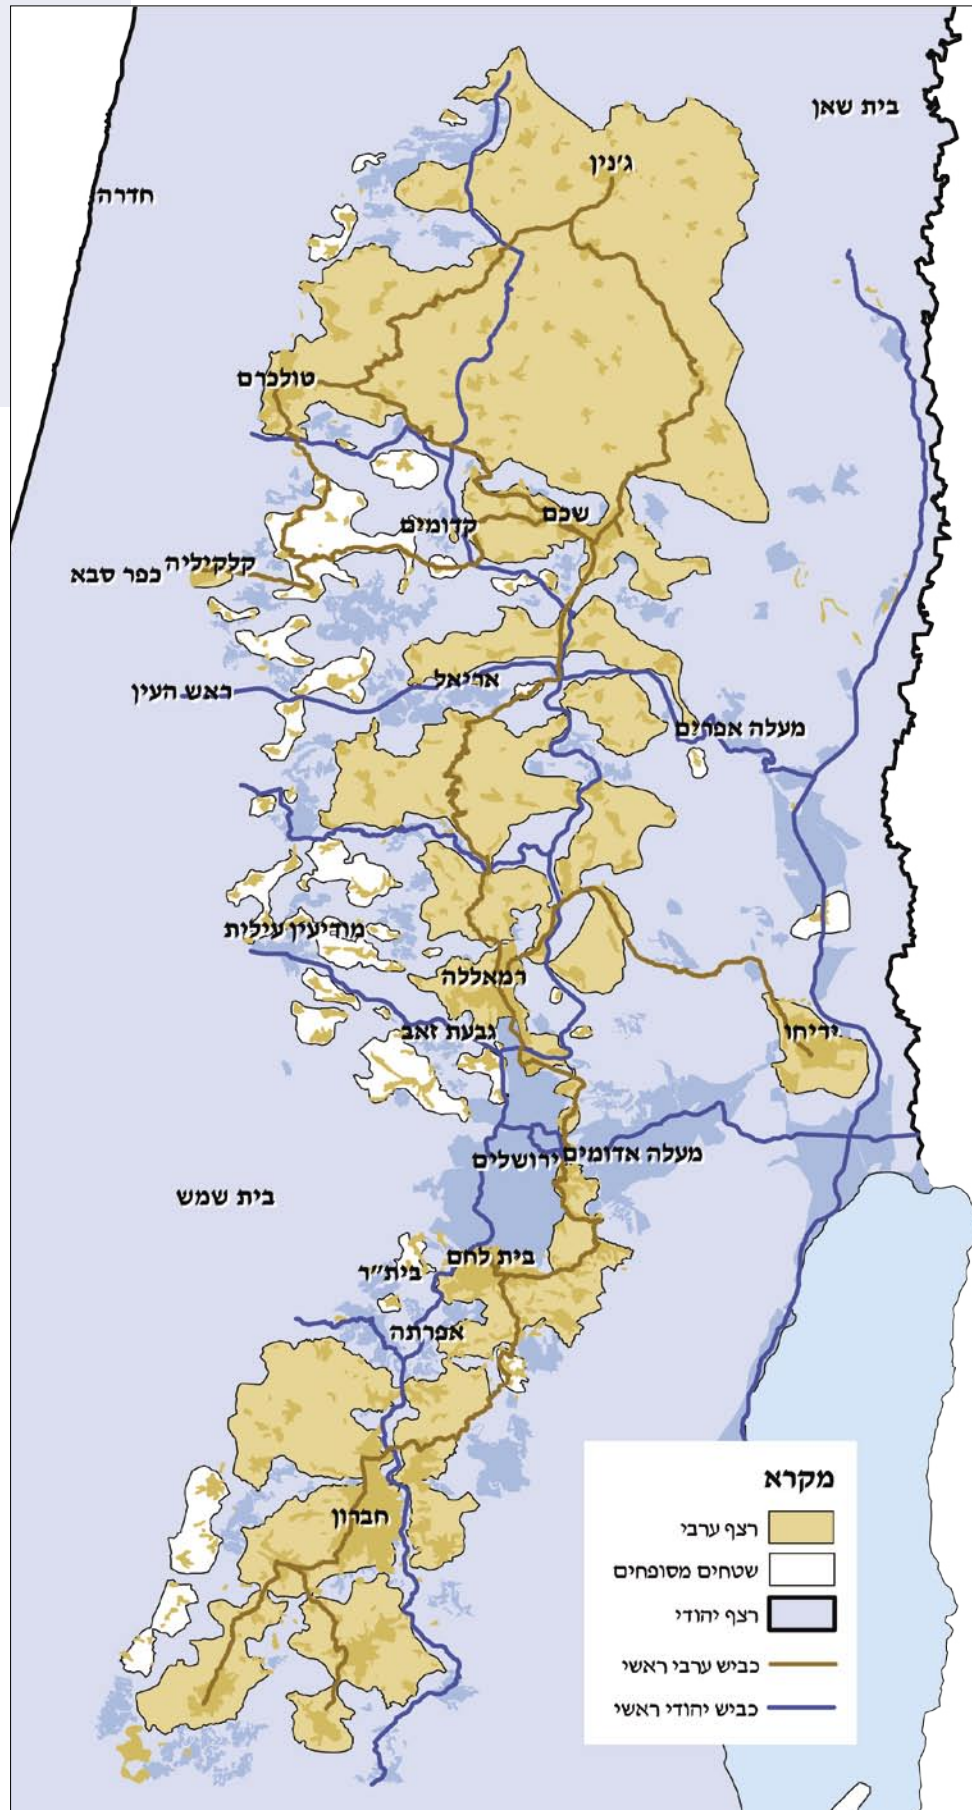 בית שאן
ג'נין
חדרה
טולכרם
שכם
קדומים
קלקיליה
כפר סבא
אריאל
ראש העין
מעלה אפרים
מודיעין עילית
רמאללה
גבעת זאב
יריחו
מעלה אדומים
ירושלים
בית שמש
בית לחם
בית"ר
אפרתה
חברון
מקרא
רצף ערבי
שטחים מסופחים
רצף יהודי
כביש ערבי ראשי
כביש יהודי ראשי